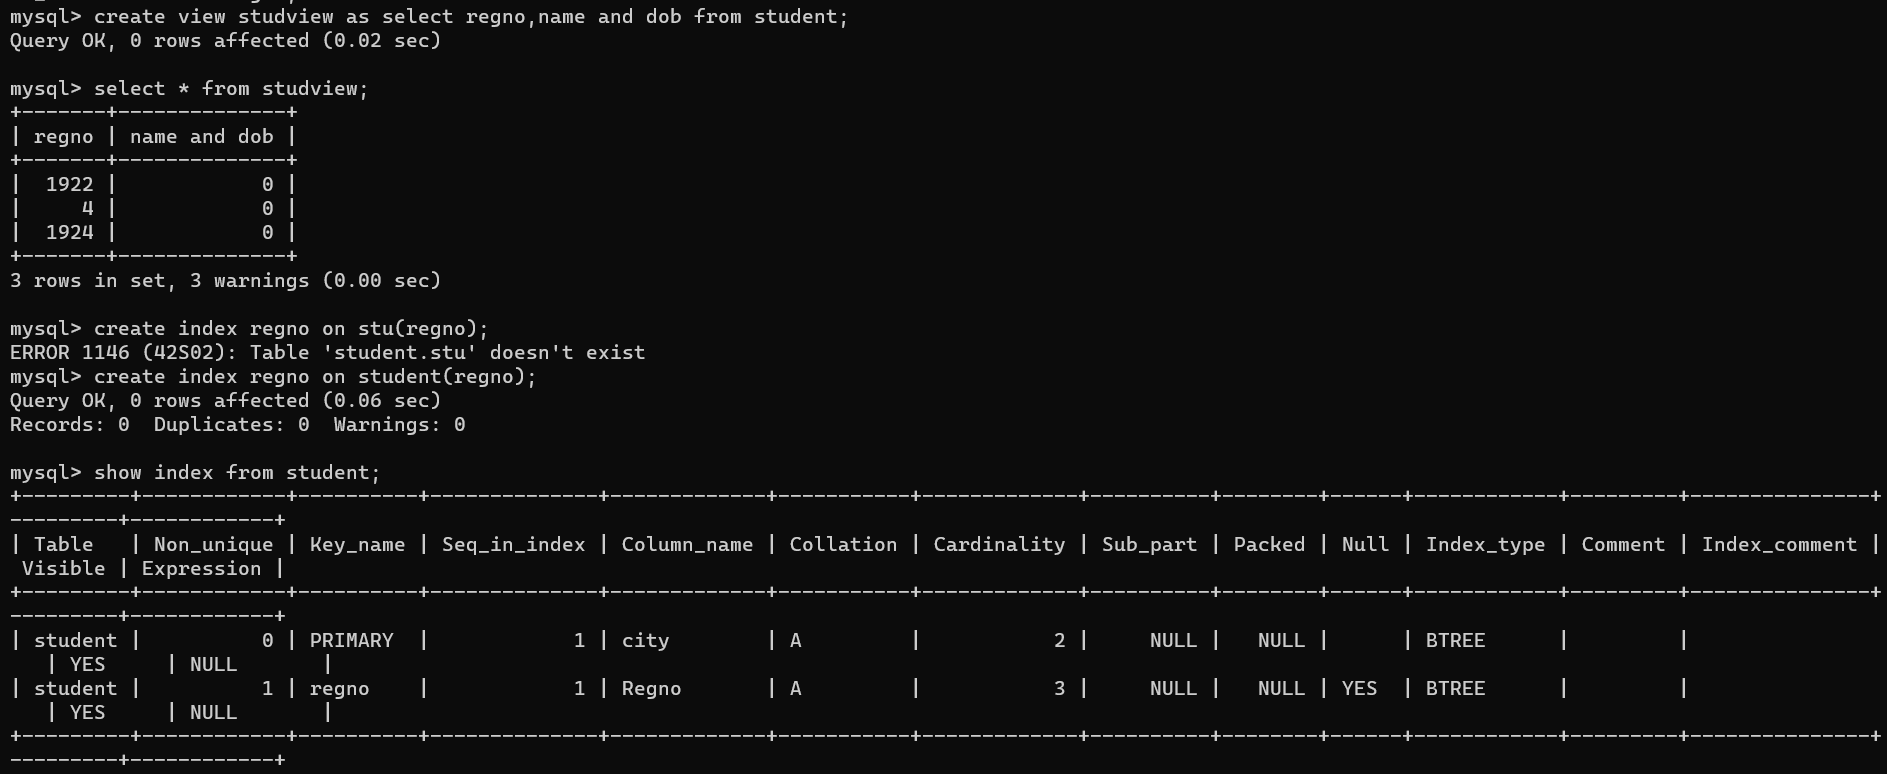 mysql> create view studview as select regno,name and dob from student;
Query OK, 0 rows affected (0.02 sec)

mysql> select * from studview;
+-------+--------------+
| regno | name and dob |
+-------+--------------+
|  1922 |            0 |
|     4 |            0 |
|  1924 |            0 |
+-------+--------------+
3 rows in set, 3 warnings (0.00 sec)

mysql> create index regno on stu(regno);
ERROR 1146 (42S02): Table 'student.stu' doesn't exist
mysql> create index regno on student(regno);
Query OK, 0 rows affected (0.06 sec)
Records: 0  Duplicates: 0  Warnings: 0

mysql> show index from student;
+---------+------------+----------+--------------+-------------+-----------+-------------+----------+--------+------+------------+---------+---------------+
---------+------------+
| Table   | Non_unique | Key_name | Seq_in_index | Column_name | Collation | Cardinality | Sub_part | Packed | Null | Index_type | Comment | Index_comment |
 Visible | Expression |
+---------+------------+----------+--------------+-------------+-----------+-------------+----------+--------+------+------------+---------+---------------+
---------+------------+
| student |          0 | PRIMARY  |            1 | city        | A         |           2 |     NULL |   NULL |      | BTREE      |         |
   | YES     | NULL       |
| student |          1 | regno    |            1 | Regno       | A         |           3 |     NULL |   NULL | YES  | BTREE      |         |
   | YES     | NULL       |
+---------+------------+----------+--------------+-------------+-----------+-------------+----------+--------+------+------------+---------+---------------+
---------+------------+